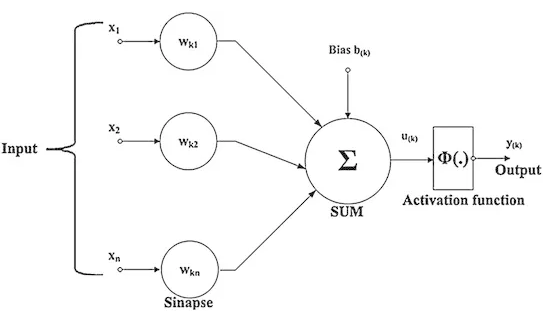 x1
wk1
Bias b(k)
x2
wk2
Input
Σ
u(k)
Φ(.)
y(k)
Output
SUM
Activation function
xn
wkn
Sinapse